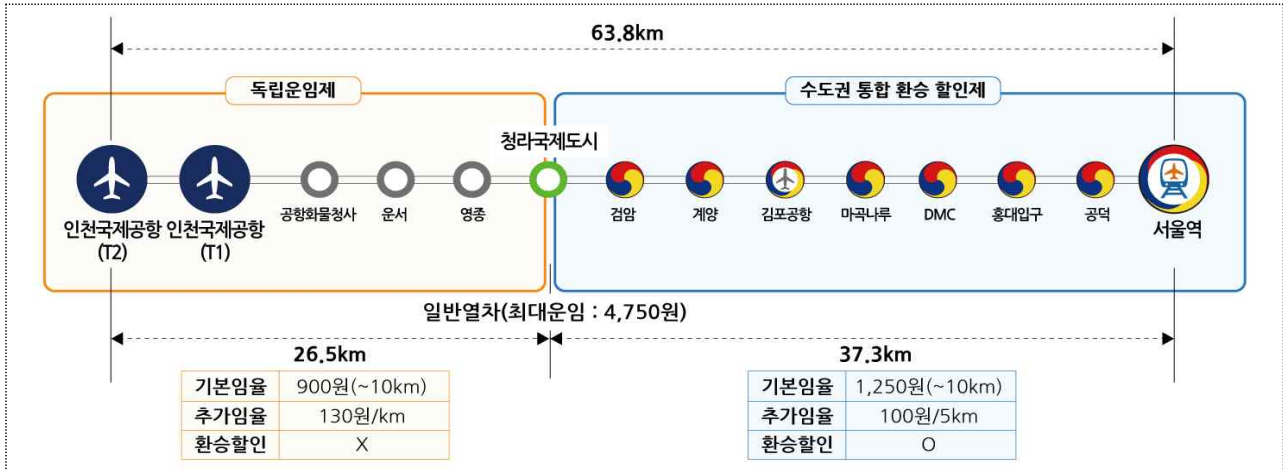 63.8km
독립운임제
수도권 통합 환승 할인제
청라국제도시
인천국제공항
(T2)
인천국제공항
(T1)
공항화물청사
운서
영종
검암
계양
김포공항
마곡나루
DMC
홍대입구
공덕
서울역
일반열차(최대운임 : 4,750원)
26.5km
37.3km
기본임율 900원(~10km)
추가임율 130원/km
환승할인 X
기본임율 1,250원(~10km)
추가임율 100원/5km
환승할인 O